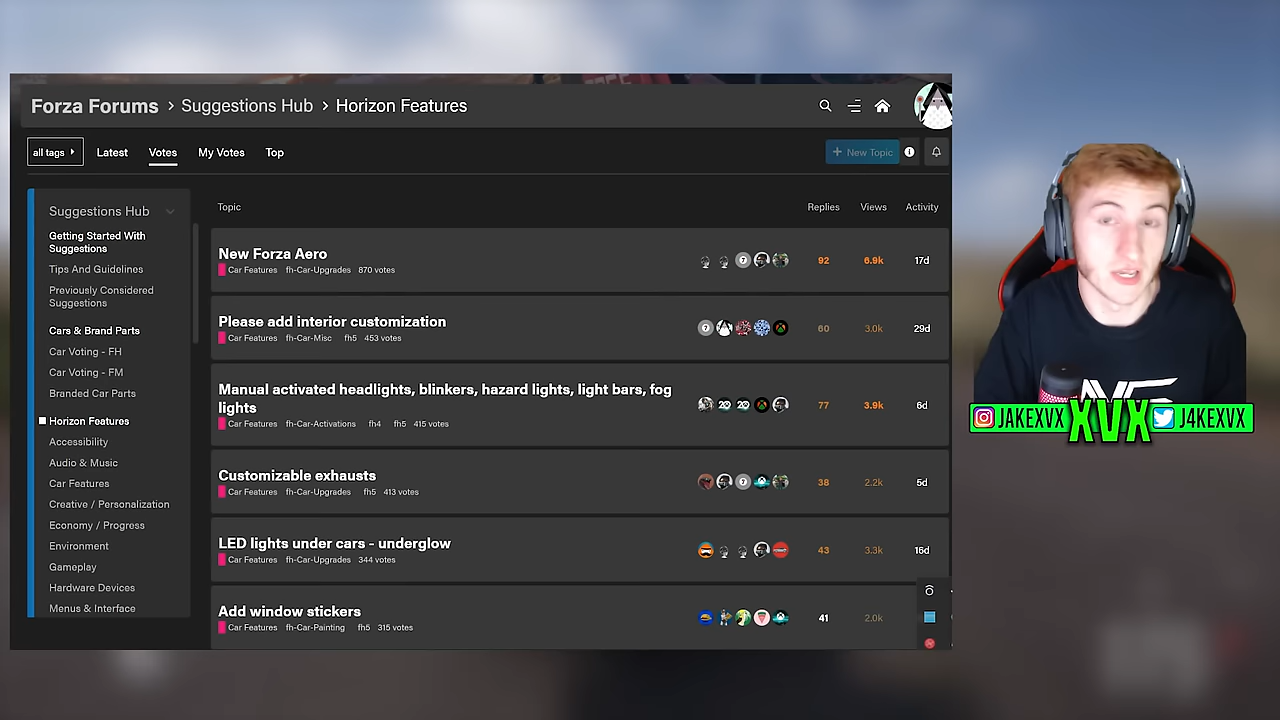 Forza Forums > Suggestions Hub > Horizon Features
all tags Latest Votes My Votes Top
+ New Topic
Suggestions Hub
Getting Started With
Suggestions
Tips And Guidelines
Previously Considered
Suggestions
Cars & Brand Parts
Car Voting - FH
Car Voting - FM
Branded Car Parts
Horizon Features
Accessibility
Audio & Music
Car Features
Creative / Personalization
Economy / Progress
Environment
Gameplay
Hardware Devices
Menus & Interface
Topic Replies Views Activity
New Forza Aero
Car Features fh-Car-Upgrades 870 votes
92 6.9k 17d
Please add interior customization
Car Features fh-Car-Misc fh5 453 votes
60 3.0k 29d
Manual activated headlights, blinkers, hazard lights, light bars, fog
lights
Car Features fh-Car-Activations fh4 fh5 415 votes
77 3.9k 6d
Customizable exhausts
Car Features fh-Car-Upgrades fh5 413 votes
38 2.2k 5d
LED lights under cars - underglow
Car Features fh-Car-Upgrades 344 votes
43 3.3k 16d
Add window stickers
Car Features fh-Car-Painting fh5 315 votes
41 2.0k
JAKEXVX XVX J4KEXVX